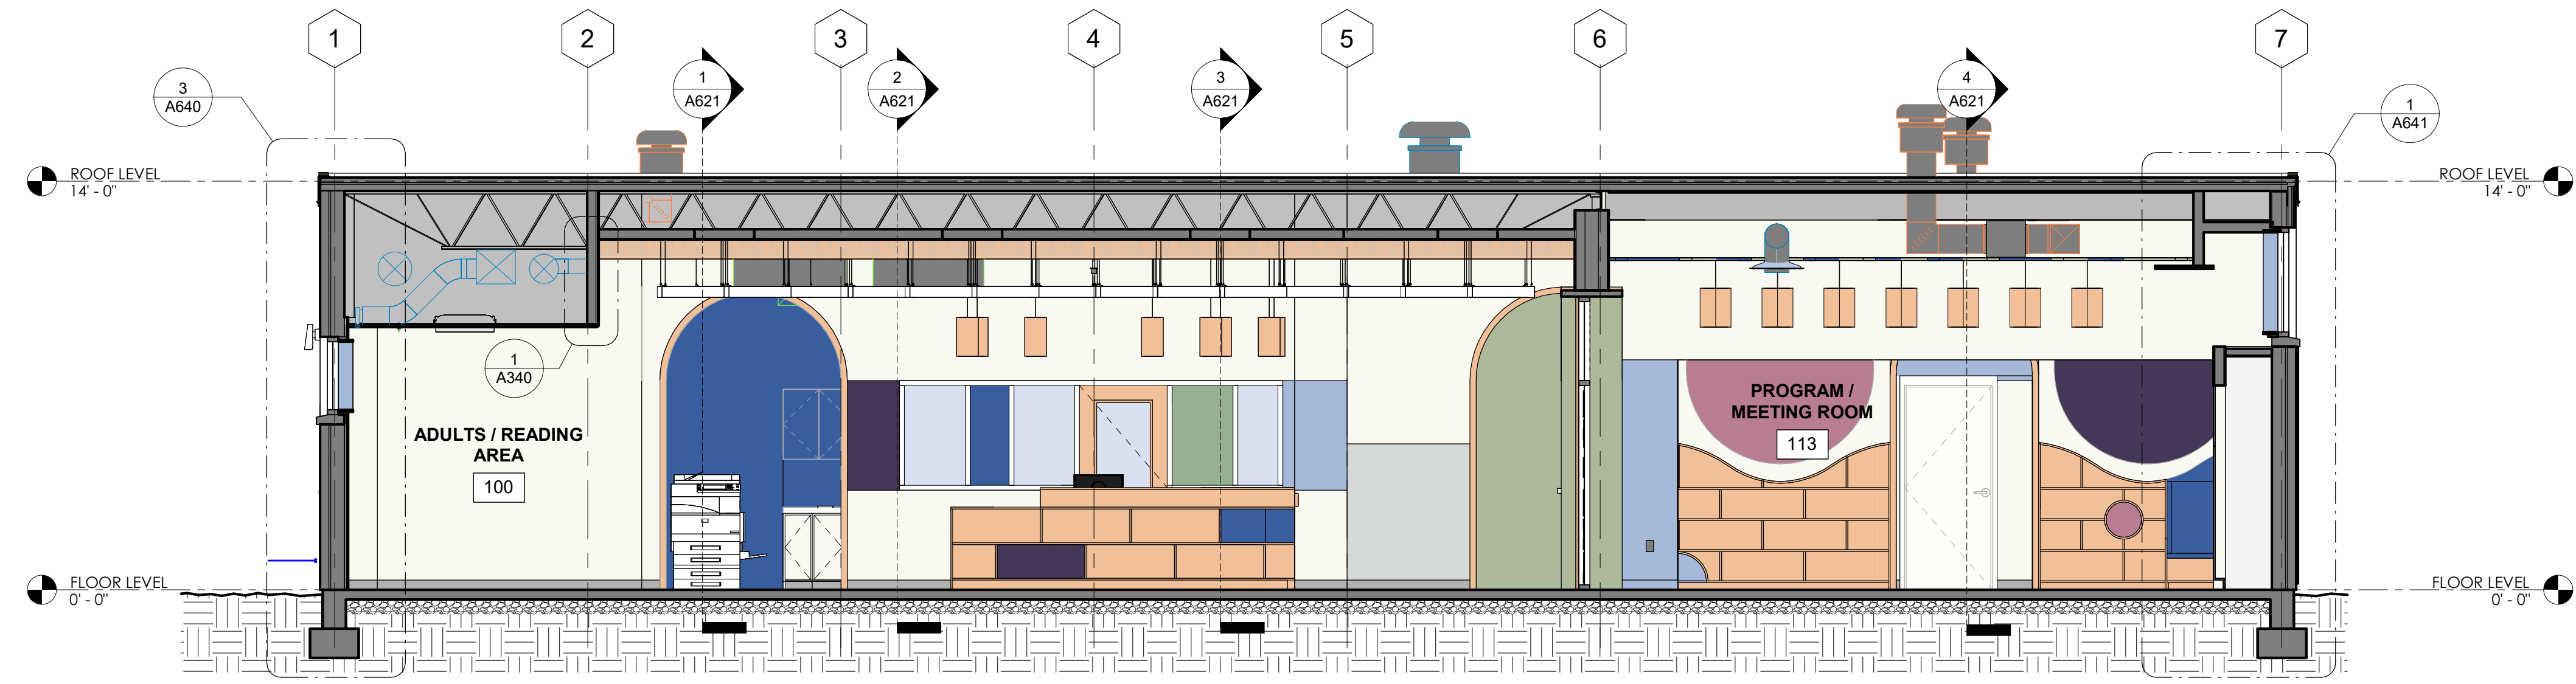 1
2
3
4
5
6
7
3
A640
1
A621
2
A621
3
A621
4
A621
1
A641
ROOF LEVEL
14' - 0"
ROOF LEVEL
14' - 0"
1
A340
ADULTS / READING
AREA
100
PROGRAM /
MEETING ROOM
113
FLOOR LEVEL
0' - 0"
FLOOR LEVEL
0' - 0"